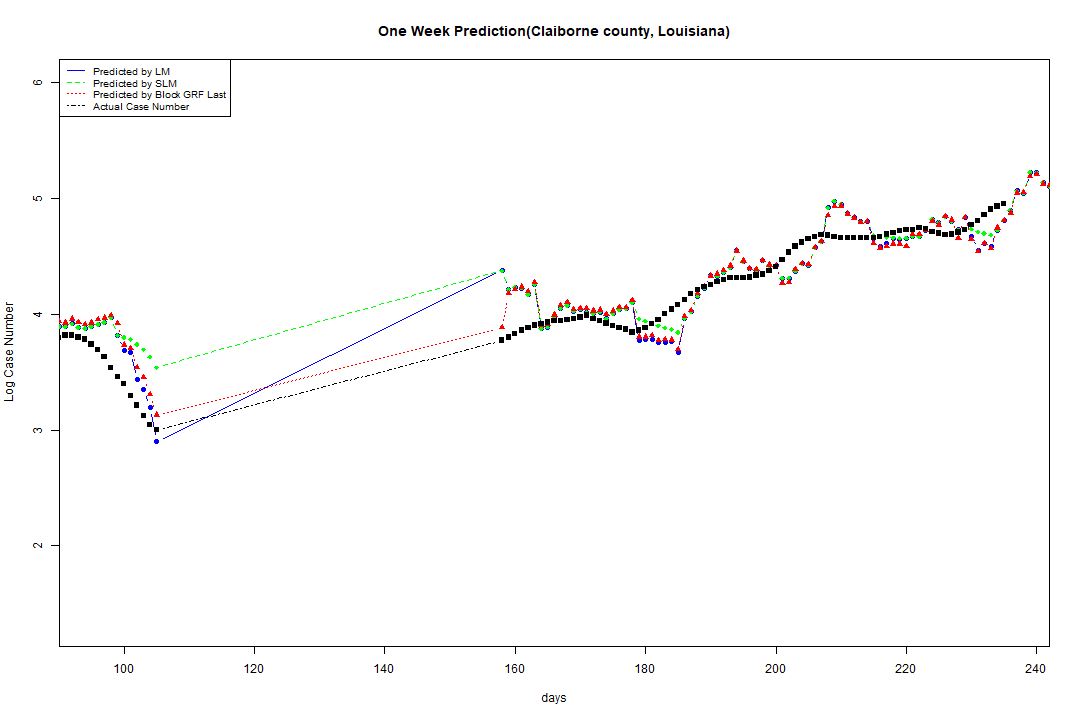 One Week Prediction(Claiborne county, Louisiana)
Predicted by LM
Predicted by SLM
Predicted by Block GRF Last
Actual Case Number
6
5
4
3
2
Log Case Number
100 120 140 160 180 200 220 240
days